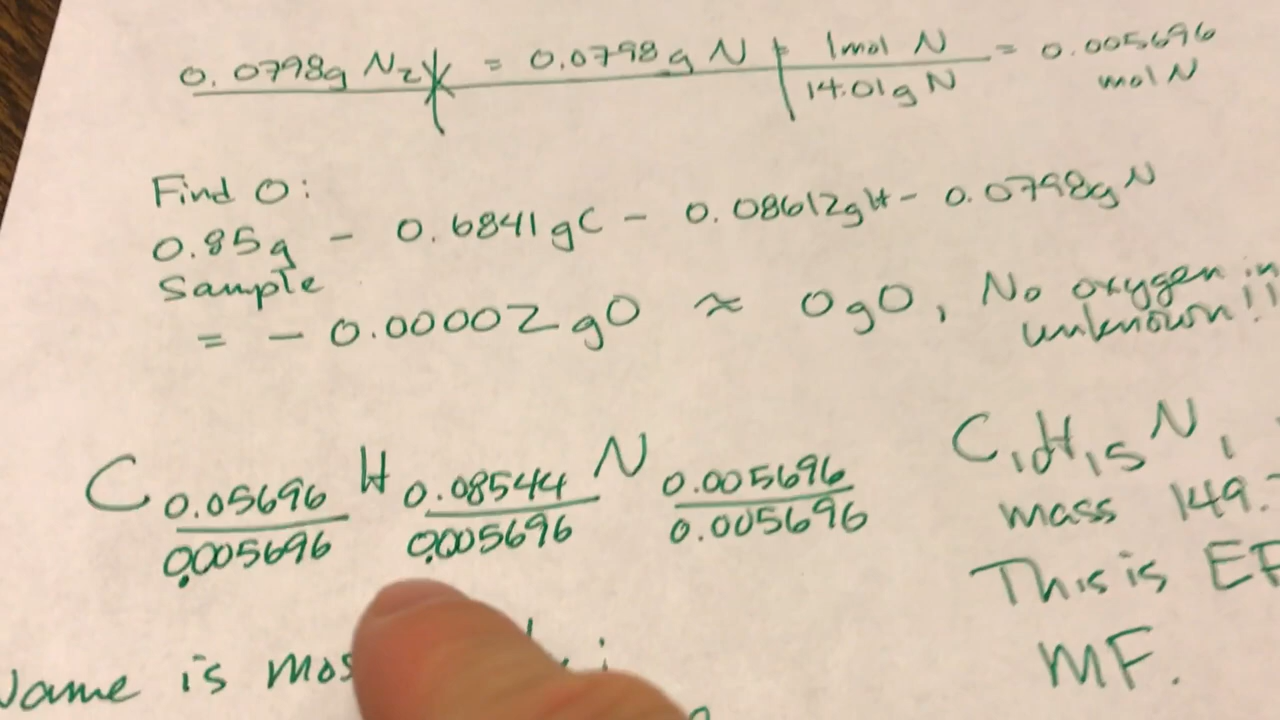 0.0798g N2 = 0.0798g N 1mol N = 0.005696
14.01g N mol N
Find O:
0.85g - 0.6841gC - 0.08612gH - 0.0798gN
Sample
= - 0.00002gO ≈ 0gO, No oxygen in
unknown!!
C 0.05696 H 0.08544 N 0.005696
0.005696 0.005696 0.005696
C10H15N,
mass 149.
This is EF
MF.
Name is